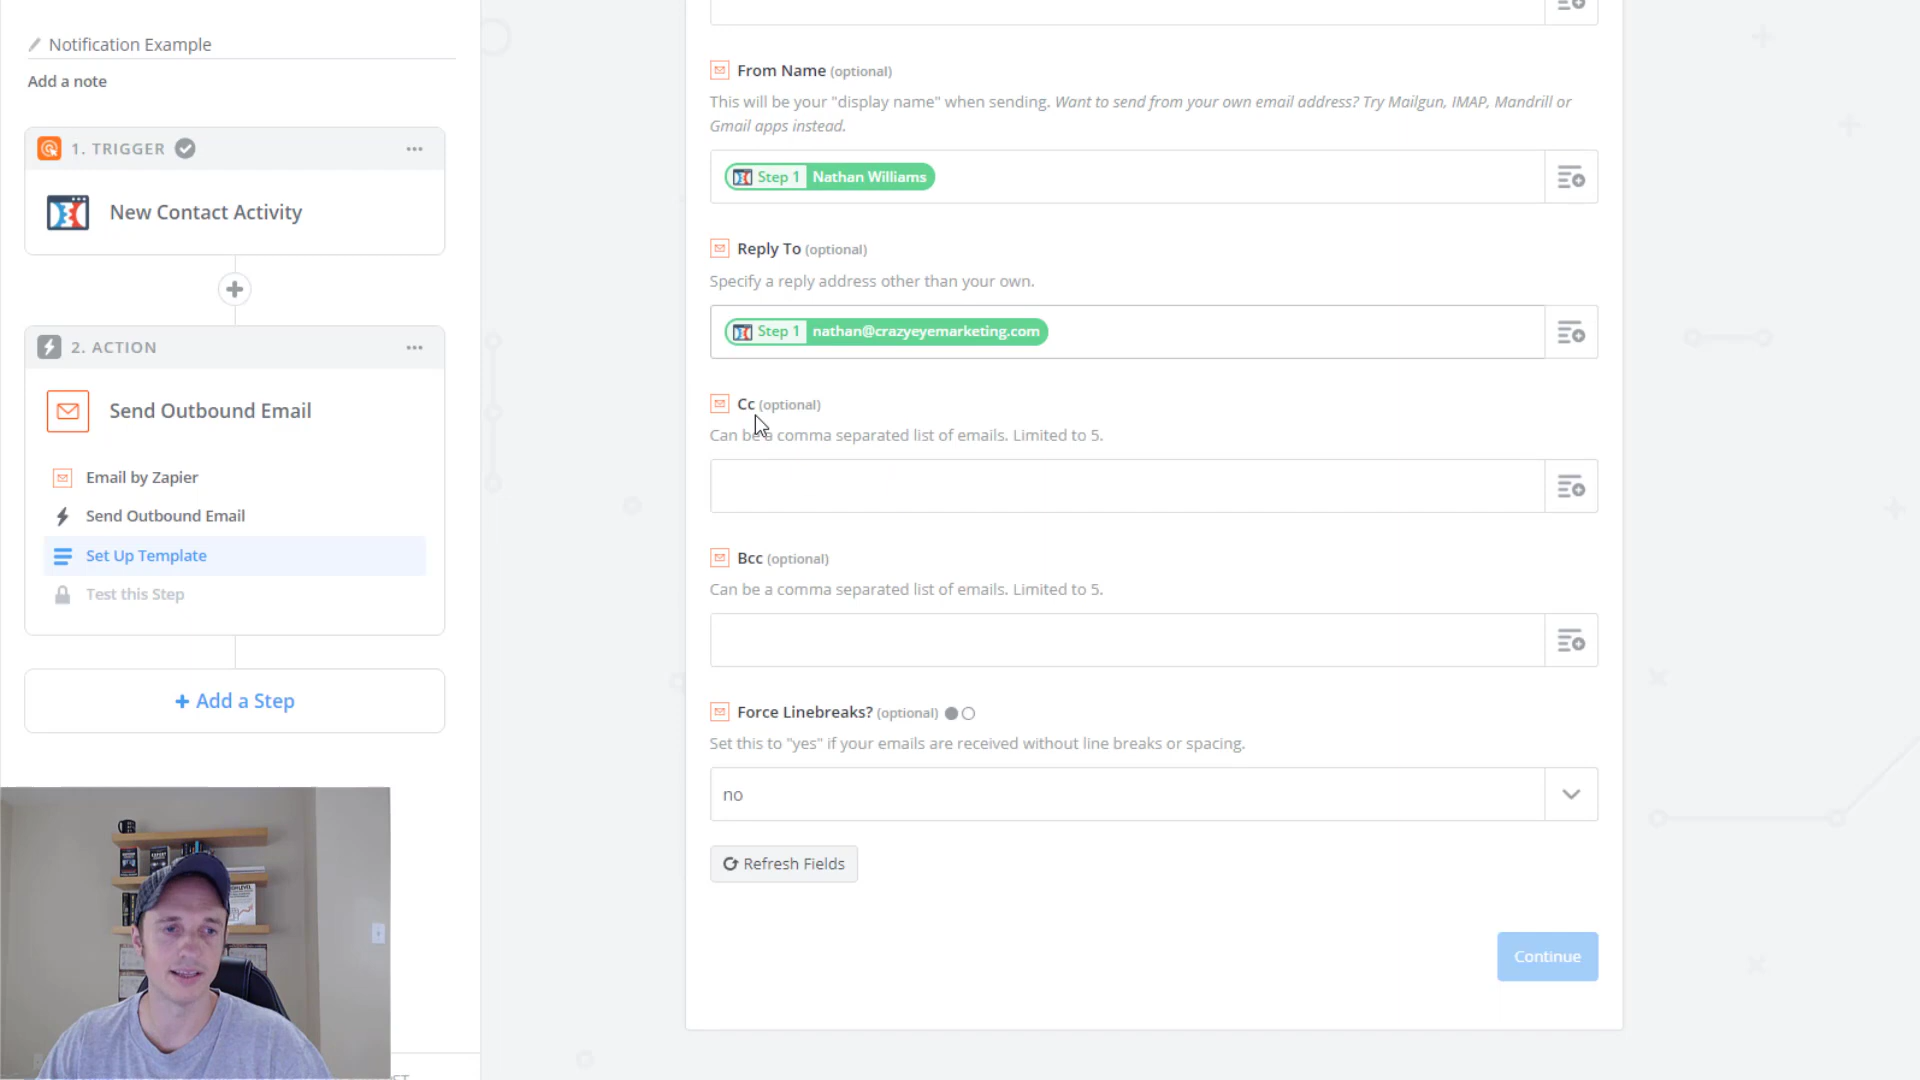 Notification Example
Add a note
1. TRIGGER
New Contact Activity
2. ACTION
Send Outbound Email
Email by Zapier
Send Outbound Email
Set Up Template
Test this Step
+ Add a Step
From Name (optional)
This will be your "display name" when sending. Want to send from your own email address? Try Mailgun, IMAP, Mandrill or
Gmail apps instead.
Step 1 Nathan Williams
Reply To (optional)
Specify a reply address other than your own.
Step 1 nathan@crazyeyemarketing.com
Cc (optional)
Can be a comma separated list of emails. Limited to 5.
Bcc (optional)
Can be a comma separated list of emails. Limited to 5.
Force Linebreaks? (optional)
Set this to "yes" if your emails are received without line breaks or spacing.
no
Refresh Fields
Continue